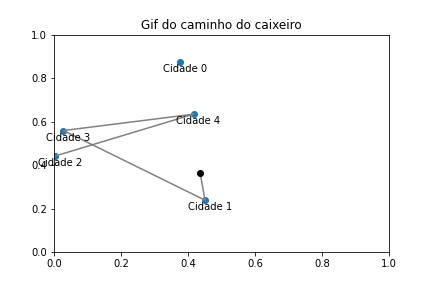 Gif do caminho do caixeiro
1.0
Cidade 0
0.8
Cidade 4
0.6
Cidade 3
0.4
Cidade 2
0.2
Cidade 1
0.0
0.0 0.2 0.4 0.6 0.8 1.0